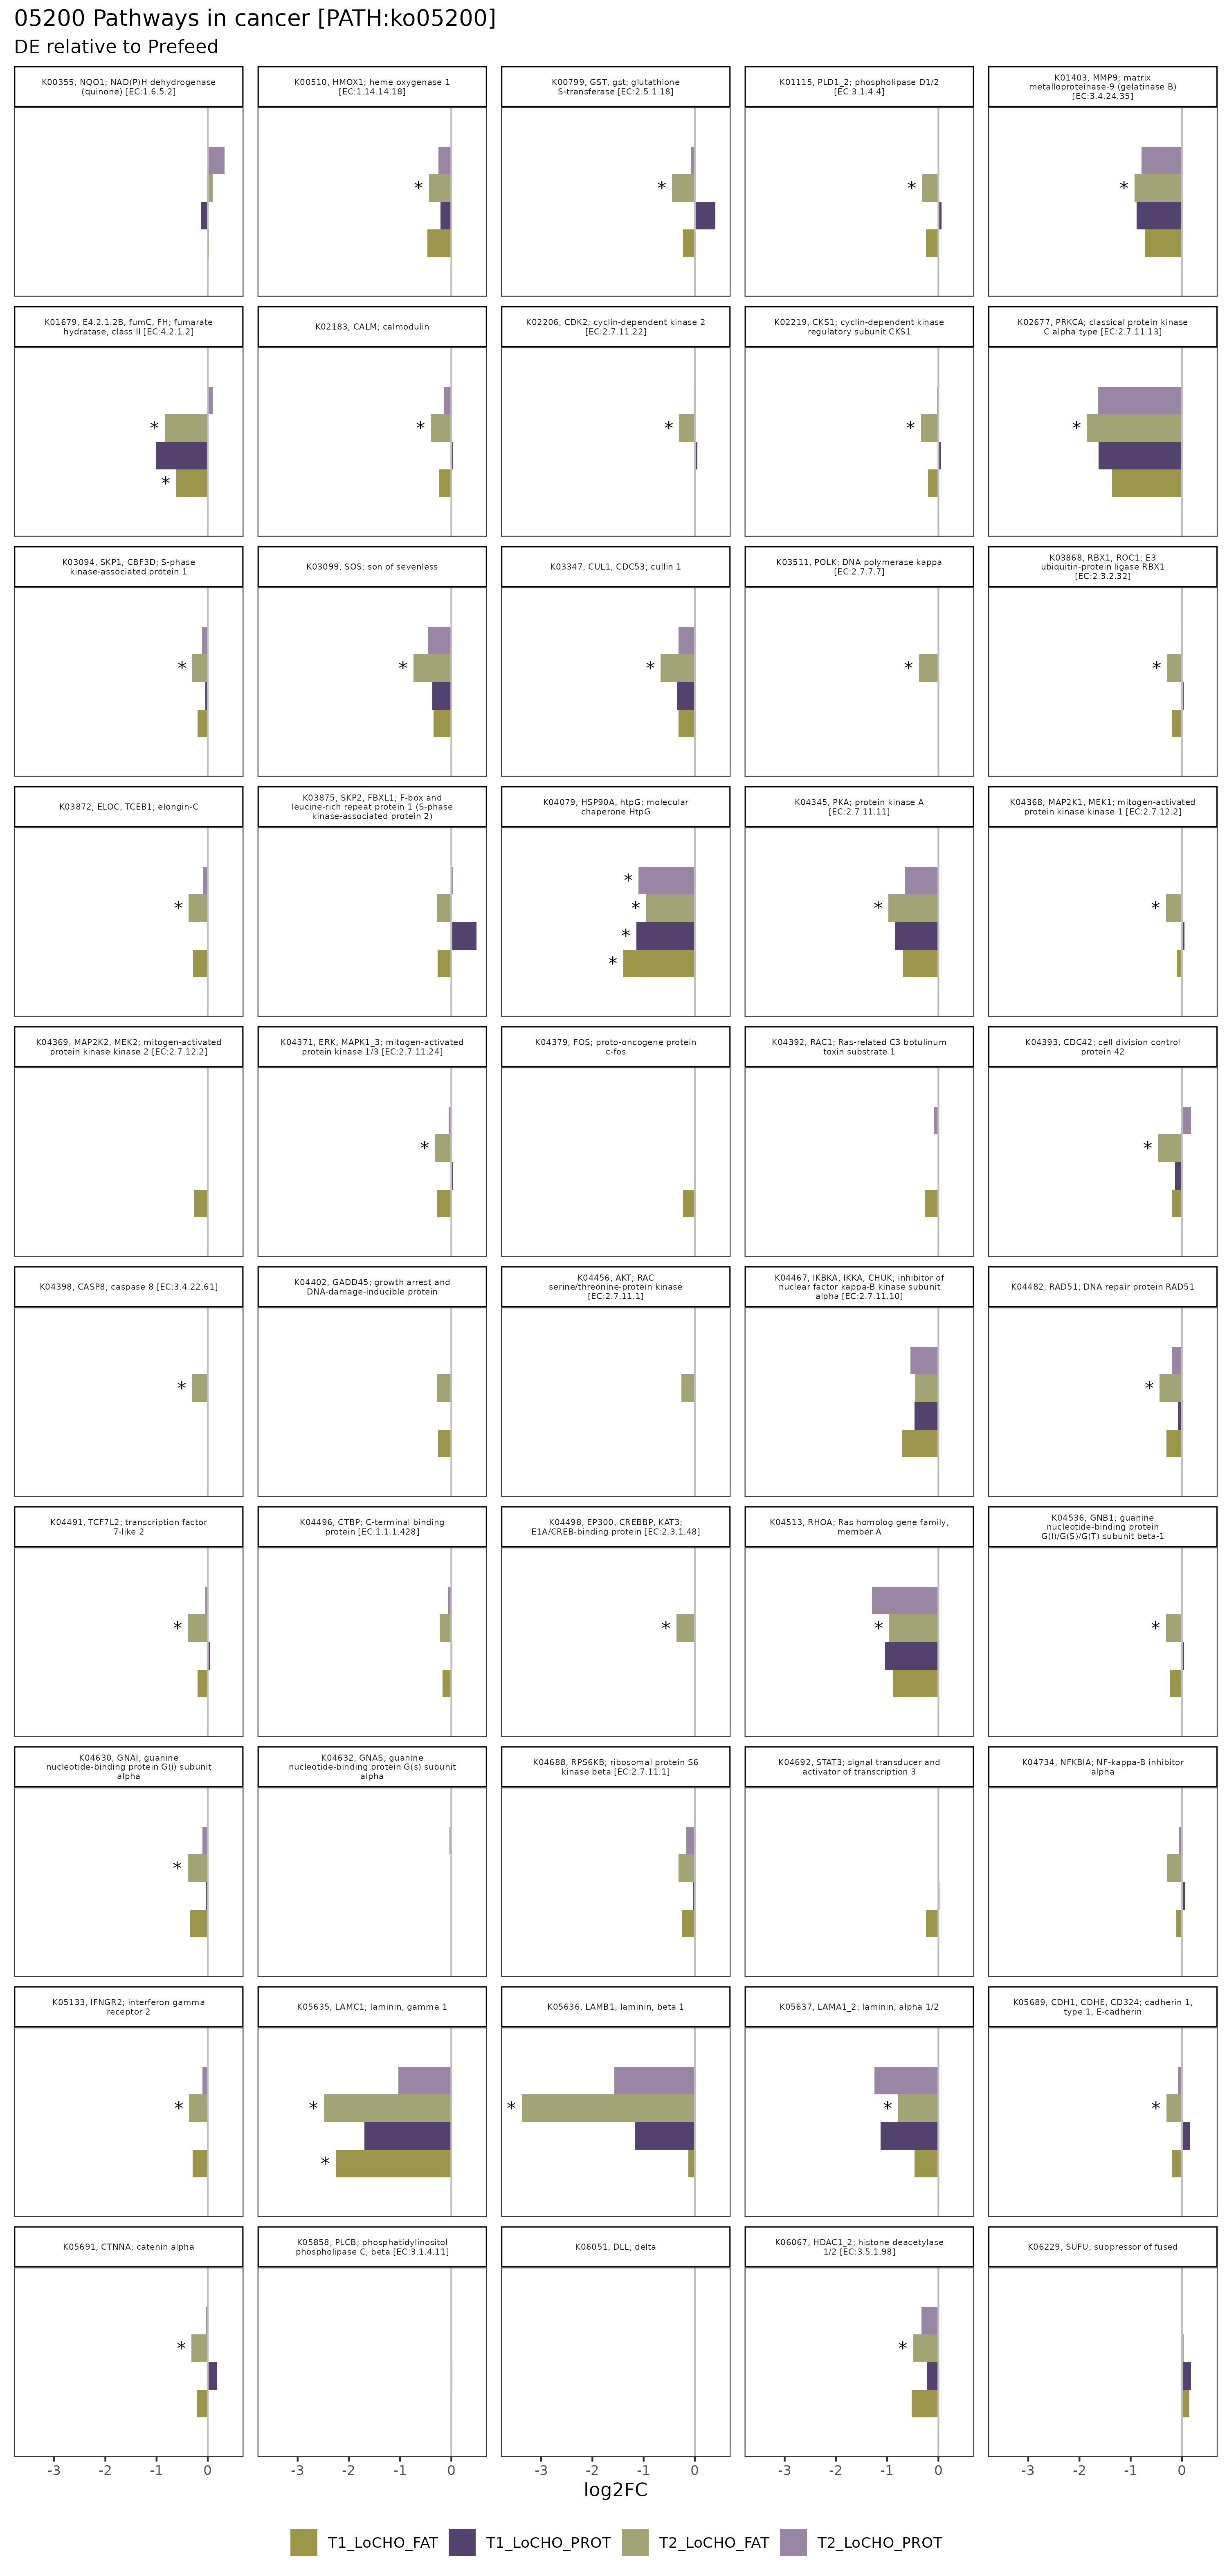 05200 Pathways in cancer [PATH:ko05200]
DE relative to Prefeed
K00355, NQO1; NAD(P)H dehydrogenase
(quinone) [EC:1.6.5.2]
K00510, HMOX1; heme oxygenase 1
[EC:1.14.14.18]
K00799, GST, gst; glutathione
S-transferase [EC:2.5.1.18]
K01115, PLD1_2; phospholipase D1/2
[EC:3.1.4.4]
K01403, MMP9; matrix
metalloproteinase-9 (gelatinase B)
[EC:3.4.24.35]
*
*
*
*
K01679, E4.2.1.2B, fumC, FH; fumarate
hydratase, class II [EC:4.2.1.2]
K02183, CALM; calmodulin
K02206, CDK2; cyclin-dependent kinase 2
[EC:2.7.11.22]
K02219, CKS1; cyclin-dependent kinase
regulatory subunit CKS1
K02677, PRKCA; classical protein kinase
C alpha type [EC:2.7.11.13]
*
*
*
*
*
*
K03094, SKP1, CBF3D; S-phase
kinase-associated protein 1
K03099, SOS; son of sevenless
K03347, CUL1, CDC53; cullin 1
K03511, POLK; DNA polymerase kappa
[EC:2.7.7.7]
K03868, RBX1, ROC1; E3
ubiquitin-protein ligase RBX1
[EC:2.3.2.32]
*
*
*
*
*
K03872, ELOC, TCEB1; elongin-C
K03875, SKP2, FBXL1; F-box and
leucine-rich repeat protein 1 (S-phase
kinase-associated protein 2)
K04079, HSP90A, htpG; molecular
chaperone HtpG
K04345, PKA; protein kinase A
[EC:2.7.11.11]
K04368, MAP2K1, MEK1; mitogen-activated
protein kinase kinase 1 [EC:2.7.12.2]
*
*
*
*
*
*
*
K04369, MAP2K2, MEK2; mitogen-activated
protein kinase kinase 2 [EC:2.7.12.2]
K04371, ERK, MAPK1_3; mitogen-activated
protein kinase 1/3 [EC:2.7.11.24]
K04379, FOS; proto-oncogene protein
c-fos
K04392, RAC1; Ras-related C3 botulinum
toxin substrate 1
K04393, CDC42; cell division control
protein 42
*
*
K04398, CASP8; caspase 8 [EC:3.4.22.61]
K04402, GADD45; growth arrest and
DNA-damage-inducible protein
K04456, AKT; RAC
serine/threonine-protein kinase
[EC:2.7.11.1]
K04467, IKBKA, IKKA, CHUK; inhibitor of
nuclear factor kappa-B kinase subunit
alpha [EC:2.7.11.10]
K04482, RAD51; DNA repair protein RAD51
*
*
K04491, TCF7L2; transcription factor
7-like 2
K04496, CTBP; C-terminal binding
protein [EC:1.1.1.428]
K04498, EP300, CREBBP, KAT3;
E1A/CREB-binding protein [EC:2.3.1.48]
K04513, RHOA; Ras homolog gene family,
member A
K04536, GNB1; guanine
nucleotide-binding protein
G(I)/G(S)/G(T) subunit beta-1
*
*
*
*
K04630, GNAI; guanine
nucleotide-binding protein G(i) subunit
alpha
K04632, GNAS; guanine
nucleotide-binding protein G(s) subunit
alpha
K04688, RPS6KB; ribosomal protein S6
kinase beta [EC:2.7.11.1]
K04692, STAT3; signal transducer and
activator of transcription 3
K04734, NFKBIA; NF-kappa-B inhibitor
alpha
*
K05133, IFNGR2; interferon gamma
receptor 2
K05635, LAMC1; laminin, gamma 1
K05636, LAMB1; laminin, beta 1
K05637, LAMA1_2; laminin, alpha 1/2
K05689, CDH1, CDHE, CD324; cadherin 1,
type 1, E-cadherin
*
*
*
*
*
*
K05691, CTNNA; catenin alpha
K05858, PLCB; phosphatidylinositol
phospholipase C, beta [EC:3.1.4.11]
K06051, DLL; delta
K06067, HDAC1_2; histone deacetylase
1/2 [EC:3.5.1.98]
K06229, SUFU; suppressor of fused
*
*
-3 -2 -1 0 -3 -2 -1 0 -3 -2 -1 0 -3 -2 -1 0 -3 -2 -1 0
log2FC
T1_LoCHO_FAT T1_LoCHO_PROT T2_LoCHO_FAT T2_LoCHO_PROT